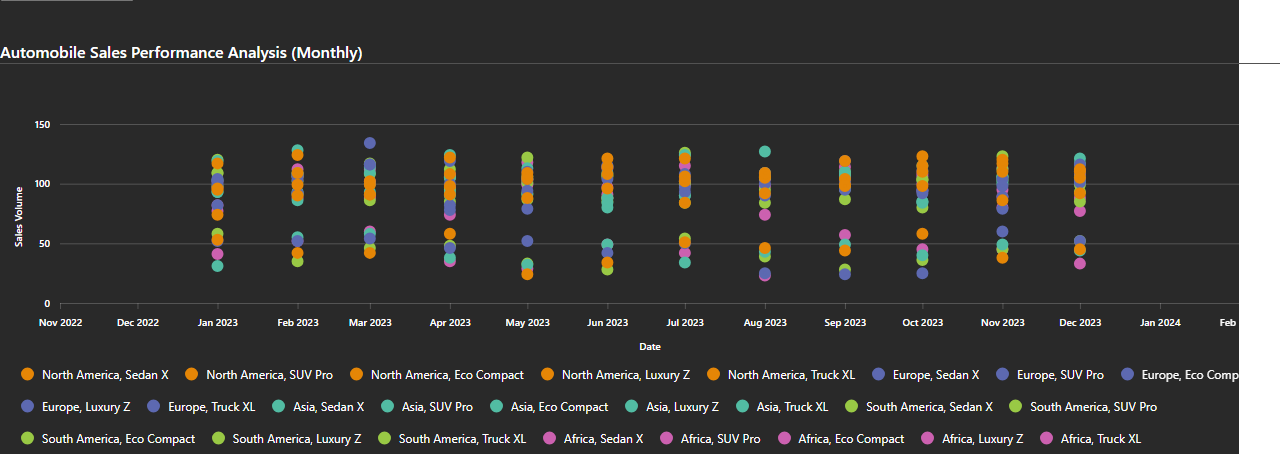 Automobile Sales Performance Analysis (Monthly)
150
100
50
0
Sales Volume
Nov 2022 Dec 2022 Jan 2023 Feb 2023 Mar 2023 Apr 2023 May 2023 Jun 2023 Jul 2023 Aug 2023 Sep 2023 Oct 2023 Nov 2023 Dec 2023 Jan 2024 Feb
Date
North America, Sedan X North America, SUV Pro North America, Eco Compact North America, Luxury Z North America, Truck XL Europe, Sedan X Europe, SUV Pro Europe, Eco Comp
Europe, Luxury Z Europe, Truck XL Asia, Sedan X Asia, SUV Pro Asia, Eco Compact Asia, Luxury Z Asia, Truck XL South America, Sedan X South America, SUV Pro
South America, Eco Compact South America, Luxury Z South America, Truck XL Africa, Sedan X Africa, SUV Pro Africa, Eco Compact Africa, Luxury Z Africa, Truck XL